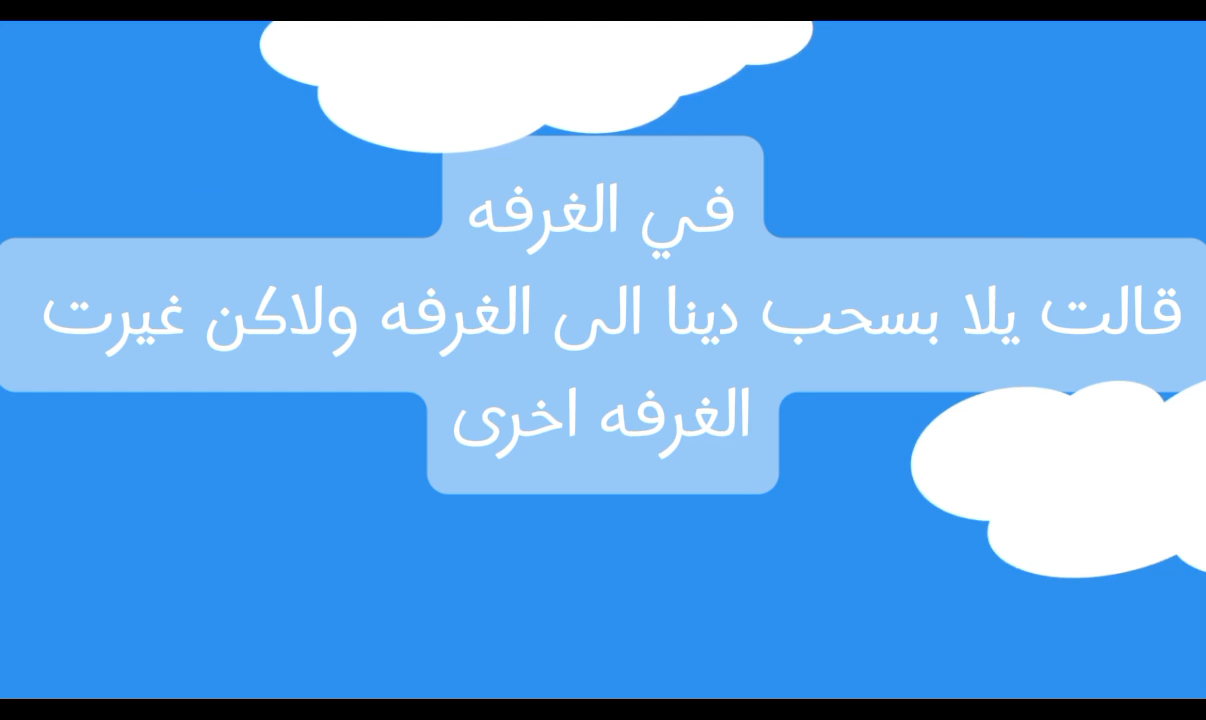 في الغرفه
قالت يلا بسحب دينا الى الغرفه ولاكن غيرت
الغرفه اخرى